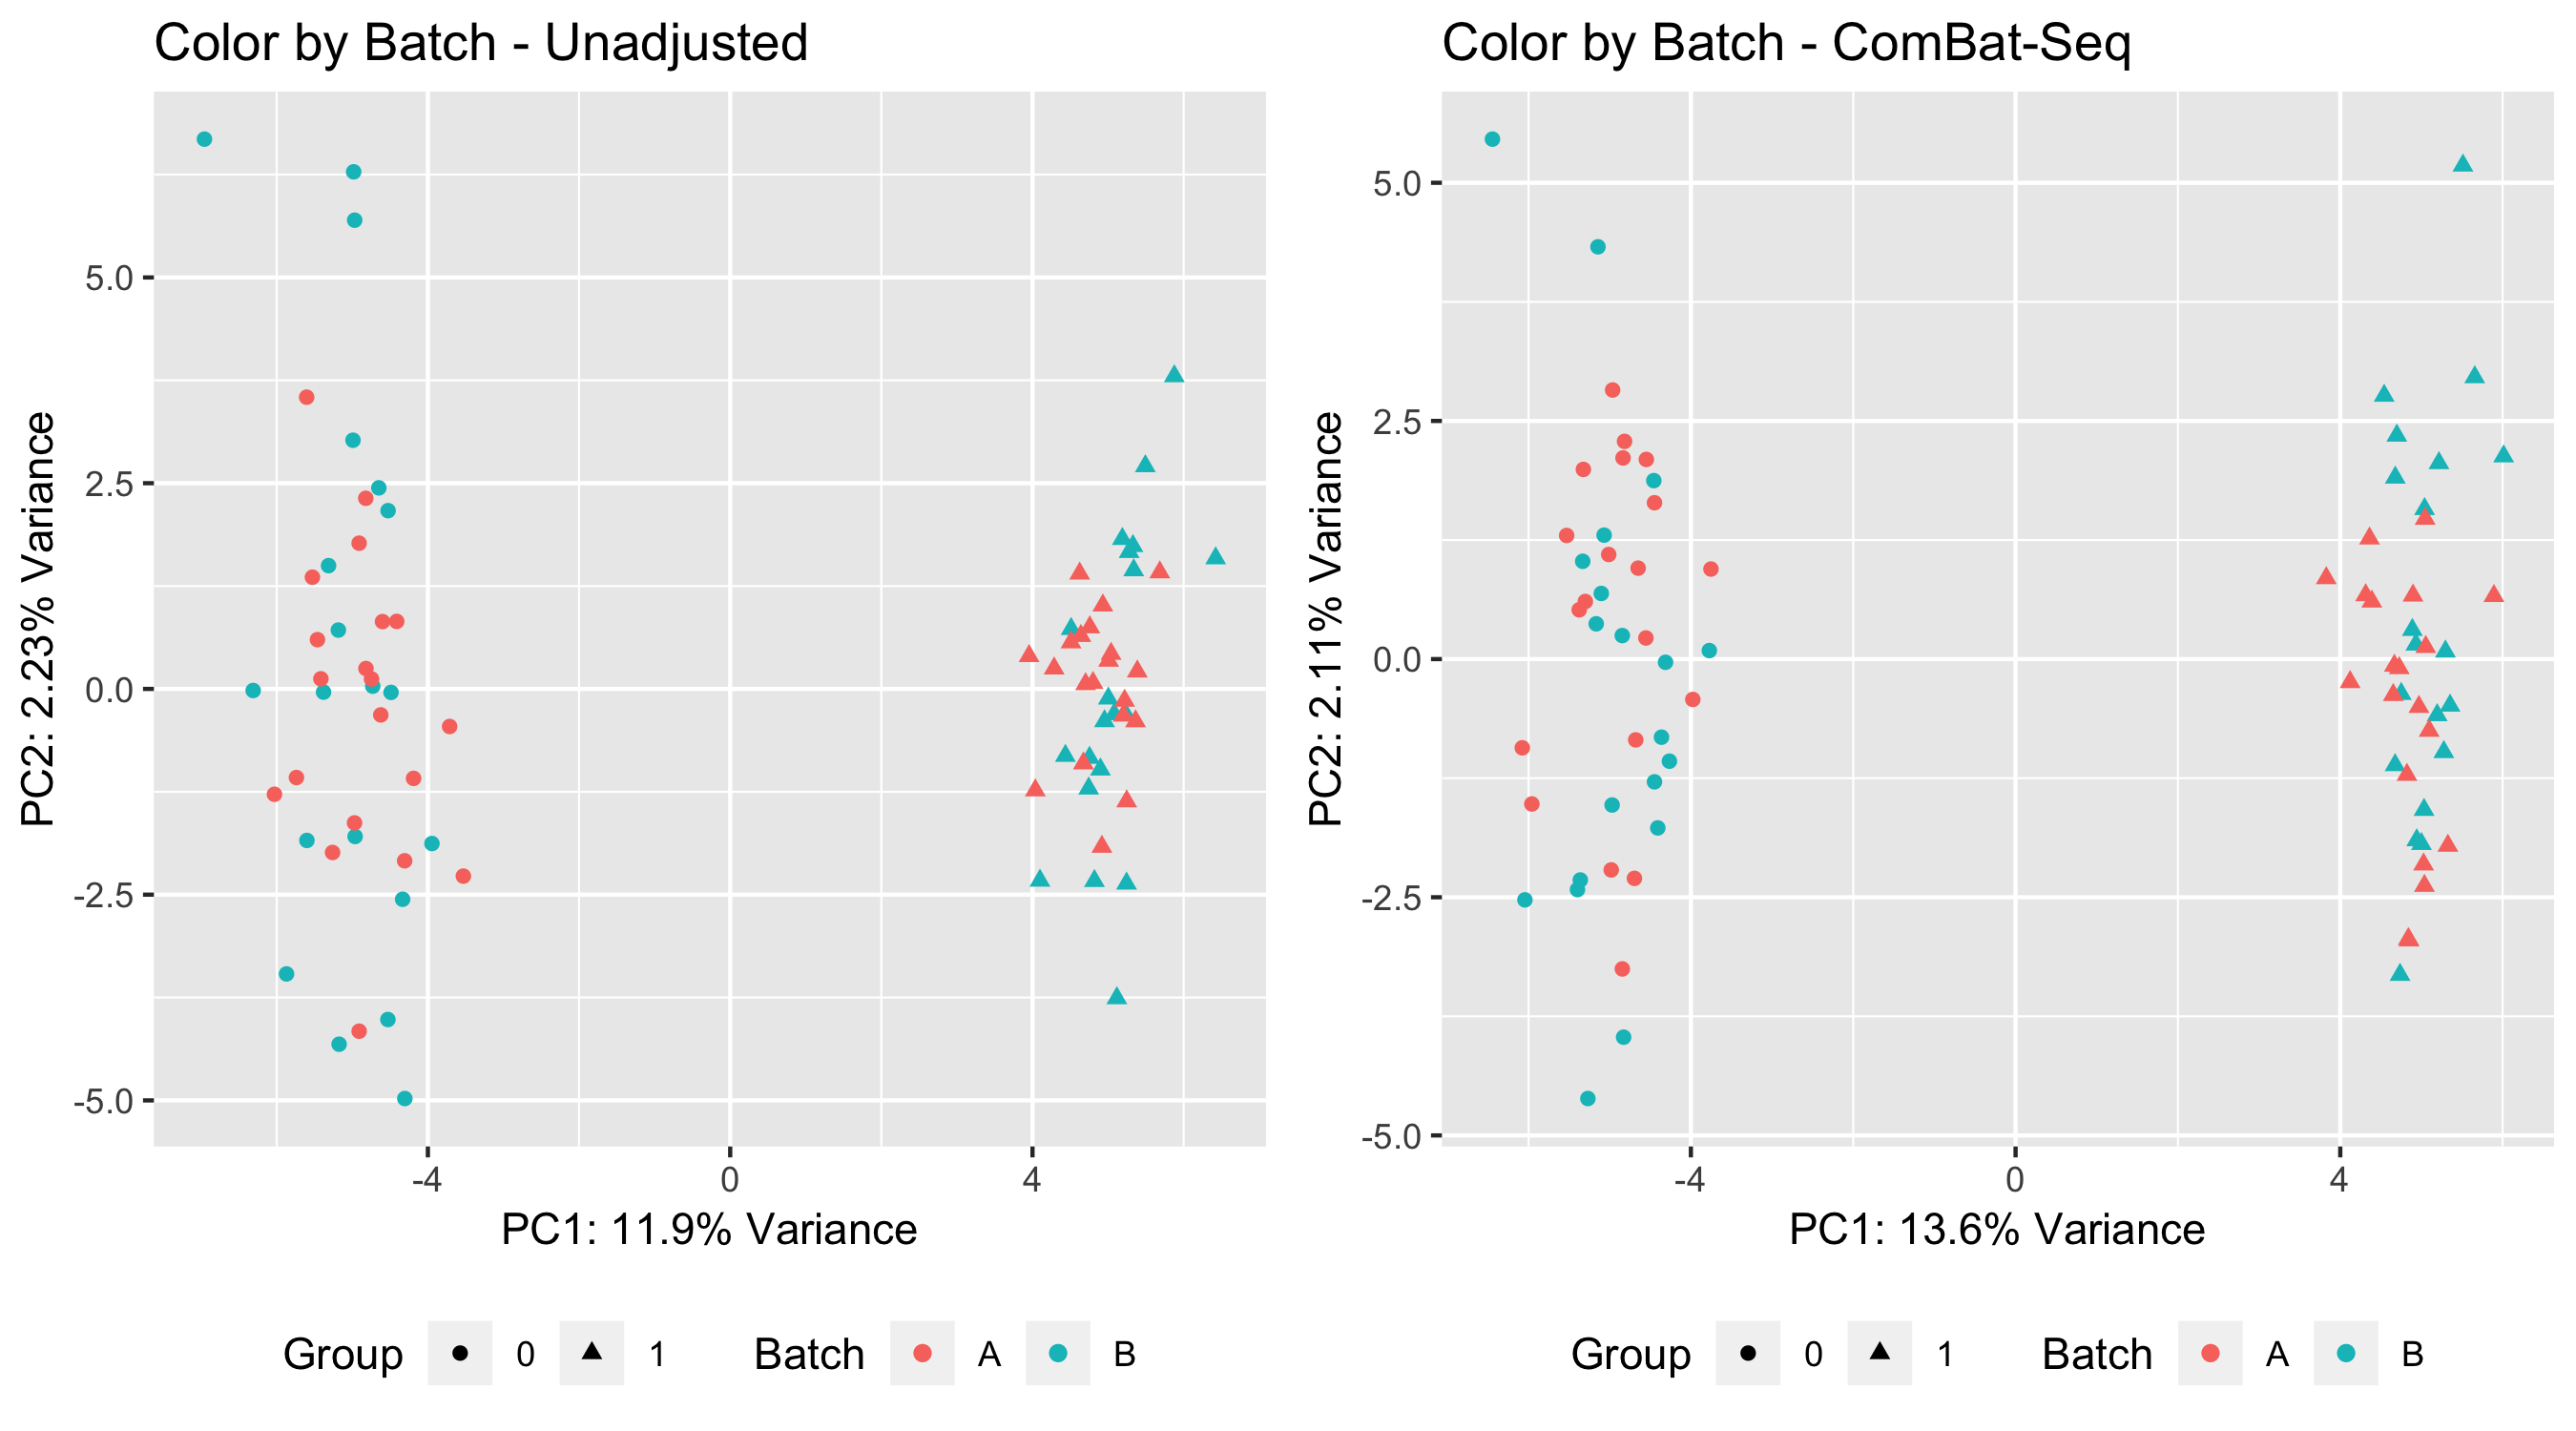 Color by Batch - Unadjusted
PC2: 2.23% Variance
5.0
2.5
0.0
-2.5
-5.0
-4 0 4
PC1: 11.9% Variance
Group 0 1 Batch A B
Color by Batch - ComBat-Seq
PC2: 2.11% Variance
5.0
2.5
0.0
-2.5
-5.0
-4 0 4
PC1: 13.6% Variance
Group 0 1 Batch A B